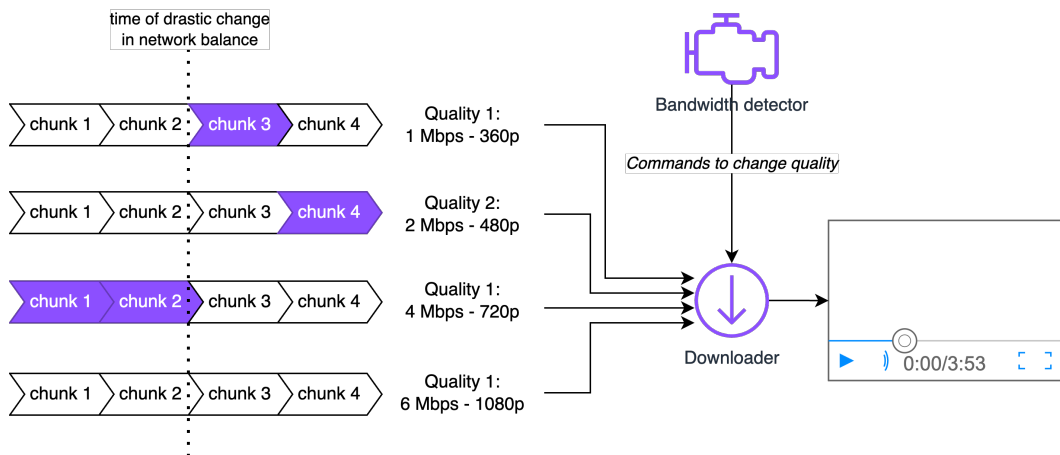 time of drastic change
in network balance
Bandwidth detector
chunk 1 chunk 2 chunk 3 chunk 4
Quality 1:
1 Mbps - 360p
Commands to change quality
chunk 1 chunk 2 chunk 3 chunk 4
Quality 2:
2 Mbps - 480p
chunk 1 chunk 2 chunk 3 chunk 4
Quality 1:
4 Mbps - 720p
Downloader
0:00/3:53
chunk 1 chunk 2 chunk 3 chunk 4
Quality 1:
6 Mbps - 1080p